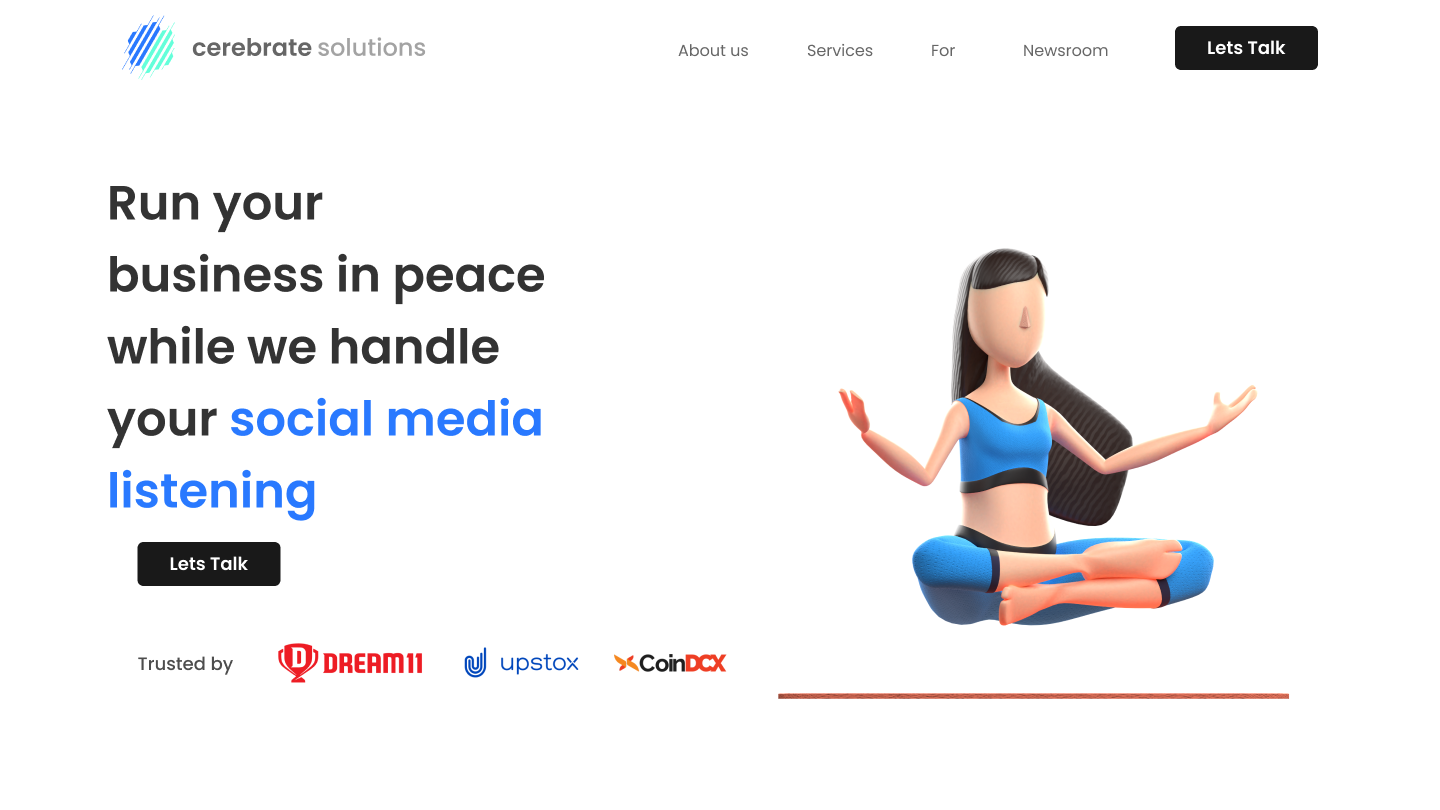 cerebrate solutions
About us
Services
For
Newsroom
Lets Talk
Run your
business in peace
while we handle
your social media
listening
Lets Talk
Trusted by
D DREAM11
upstox
CoinDCX